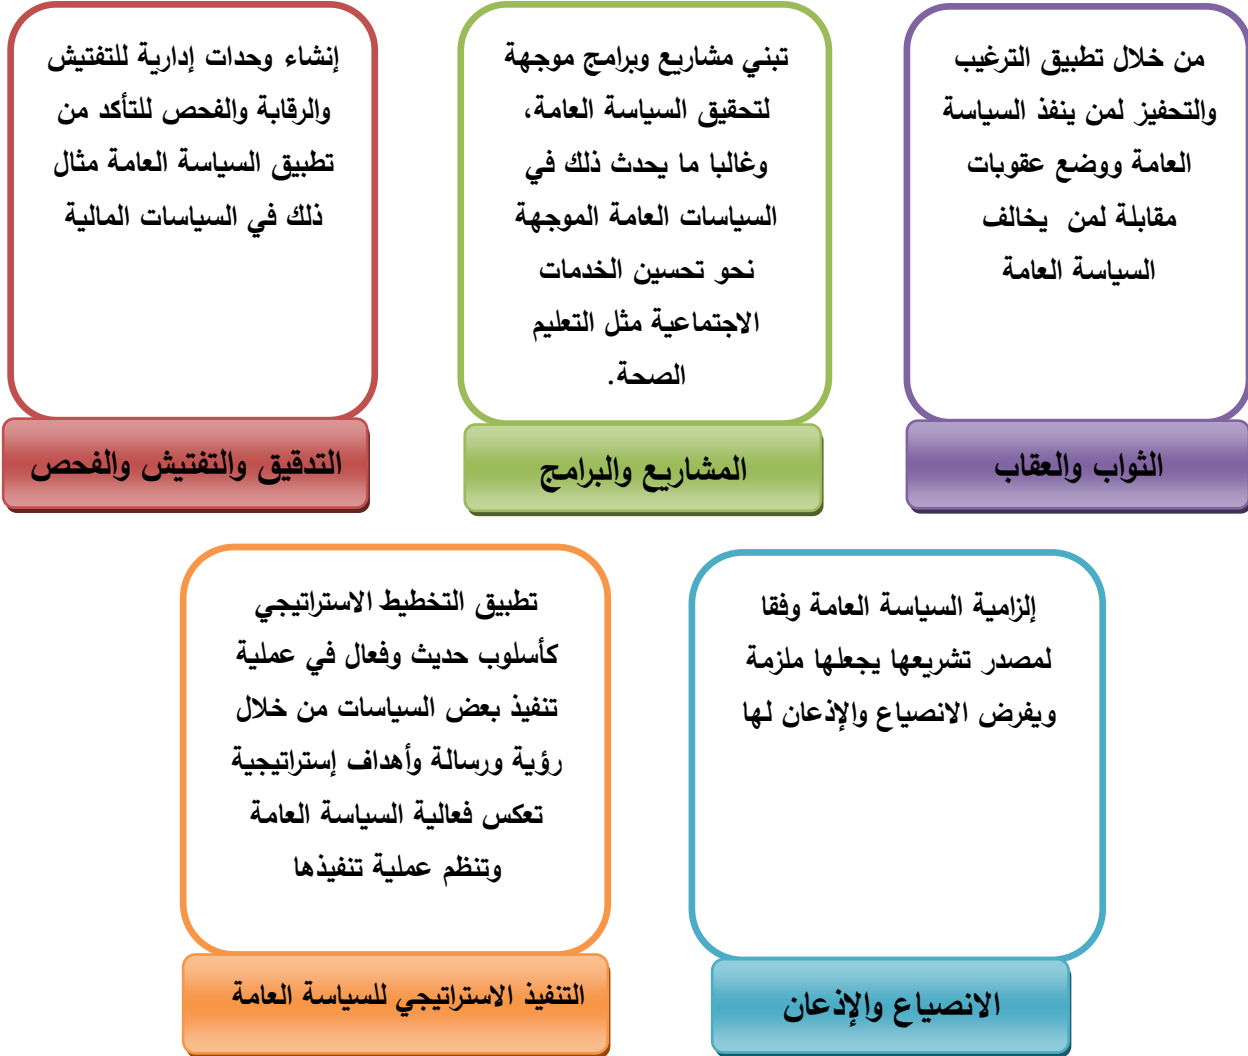 من خلال تطبيق الترغيب
والتحفيز لمن ينفذ السياسة
العامة ووضع عقوبات
مقابلة لمن يخالف
السياسة العامة
الثواب والعقاب
تبني مشاريع وبرامج موجهة
لتحقيق السياسة العامة،
وغالبا ما يحدث ذلك في
السياسات العامة الموجهة
نحو تحسين الخدمات
الاجتماعية مثل التعليم
الصحة.
المشاريع والبرامج
إنشاء وحدات إدارية للتفتيش
والرقابة والفحص للتأكد من
تطبيق السياسة العامة مثال
ذلك في السياسات المالية
التدقيق والتفتيش والفحص
إلزامية السياسة العامة وفقا
لمصدر تشريعها يجعلها ملزمة
ويفرض الانصياع والإذعان لها
الانصياع والإذعان
تطبيق التخطيط الاستراتيجي
كأسلوب حديث وفعال في عملية
تنفيذ بعض السياسات من خلال
رؤية ورسالة وأهداف إستراتيجية
تعكس فعالية السياسة العامة
وتنظم عملية تنفيذها
التنفيذ الاستراتيجي للسياسة العامة